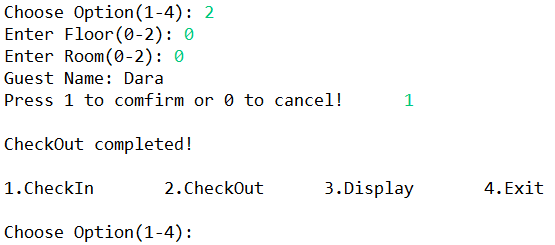 Choose Option(1-4): 2
Enter Floor(0-2): 0
Enter Room(0-2): 0
Guest Name: Dara
Press 1 to comfirm or 0 to cancel!      1
CheckOut completed!
1.CheckIn       2.CheckOut      3.Display       4.Exit
Choose Option(1-4):